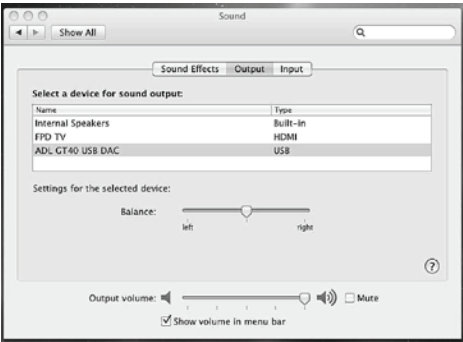 Sound
Show All
Sound Effects Output Input
Select a device for sound output:
Name Type
Internal Speakers Built-in
FPD TV HDMI
ADL GT40 USB DAC USB
Settings for the selected device:
Balance:
left right
?
Output volume: Mute
Show volume in menu bar